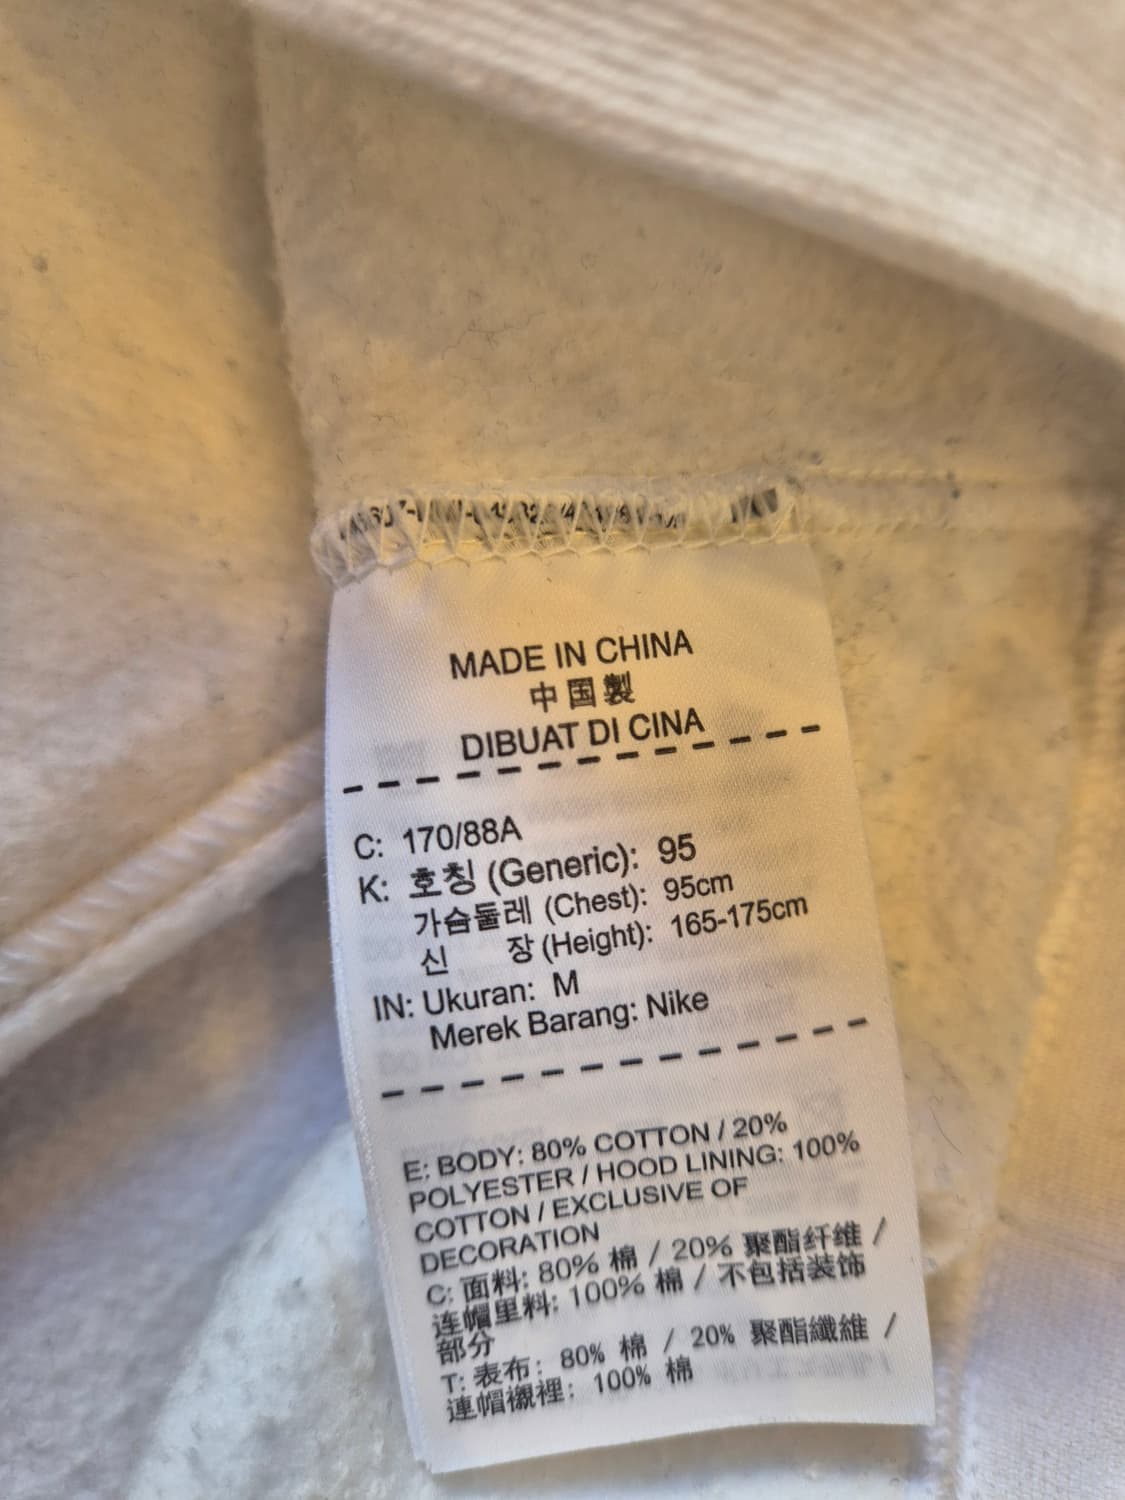 MADE IN CHINA
中国製
DIBUAT DI CINA
C: 170/88A
K: 호칭 (Generic): 95
가슴둘레 (Chest): 95cm
신 장 (Height): 165-175cm
IN: Ukuran: M
Merek Barang: Nike
E: BODY: 80% COTTON / 20%
POLYESTER / HOOD LINING: 100%
COTTON / EXCLUSIVE OF
DECORATION
C: 面料: 80% 棉 / 20% 聚酯纤维 /
连帽里料: 100% 棉 / 不包括装饰
部分
T: 表布: 80% 棉 / 20% 聚酯纖維 /
連帽襯裡: 100% 棉